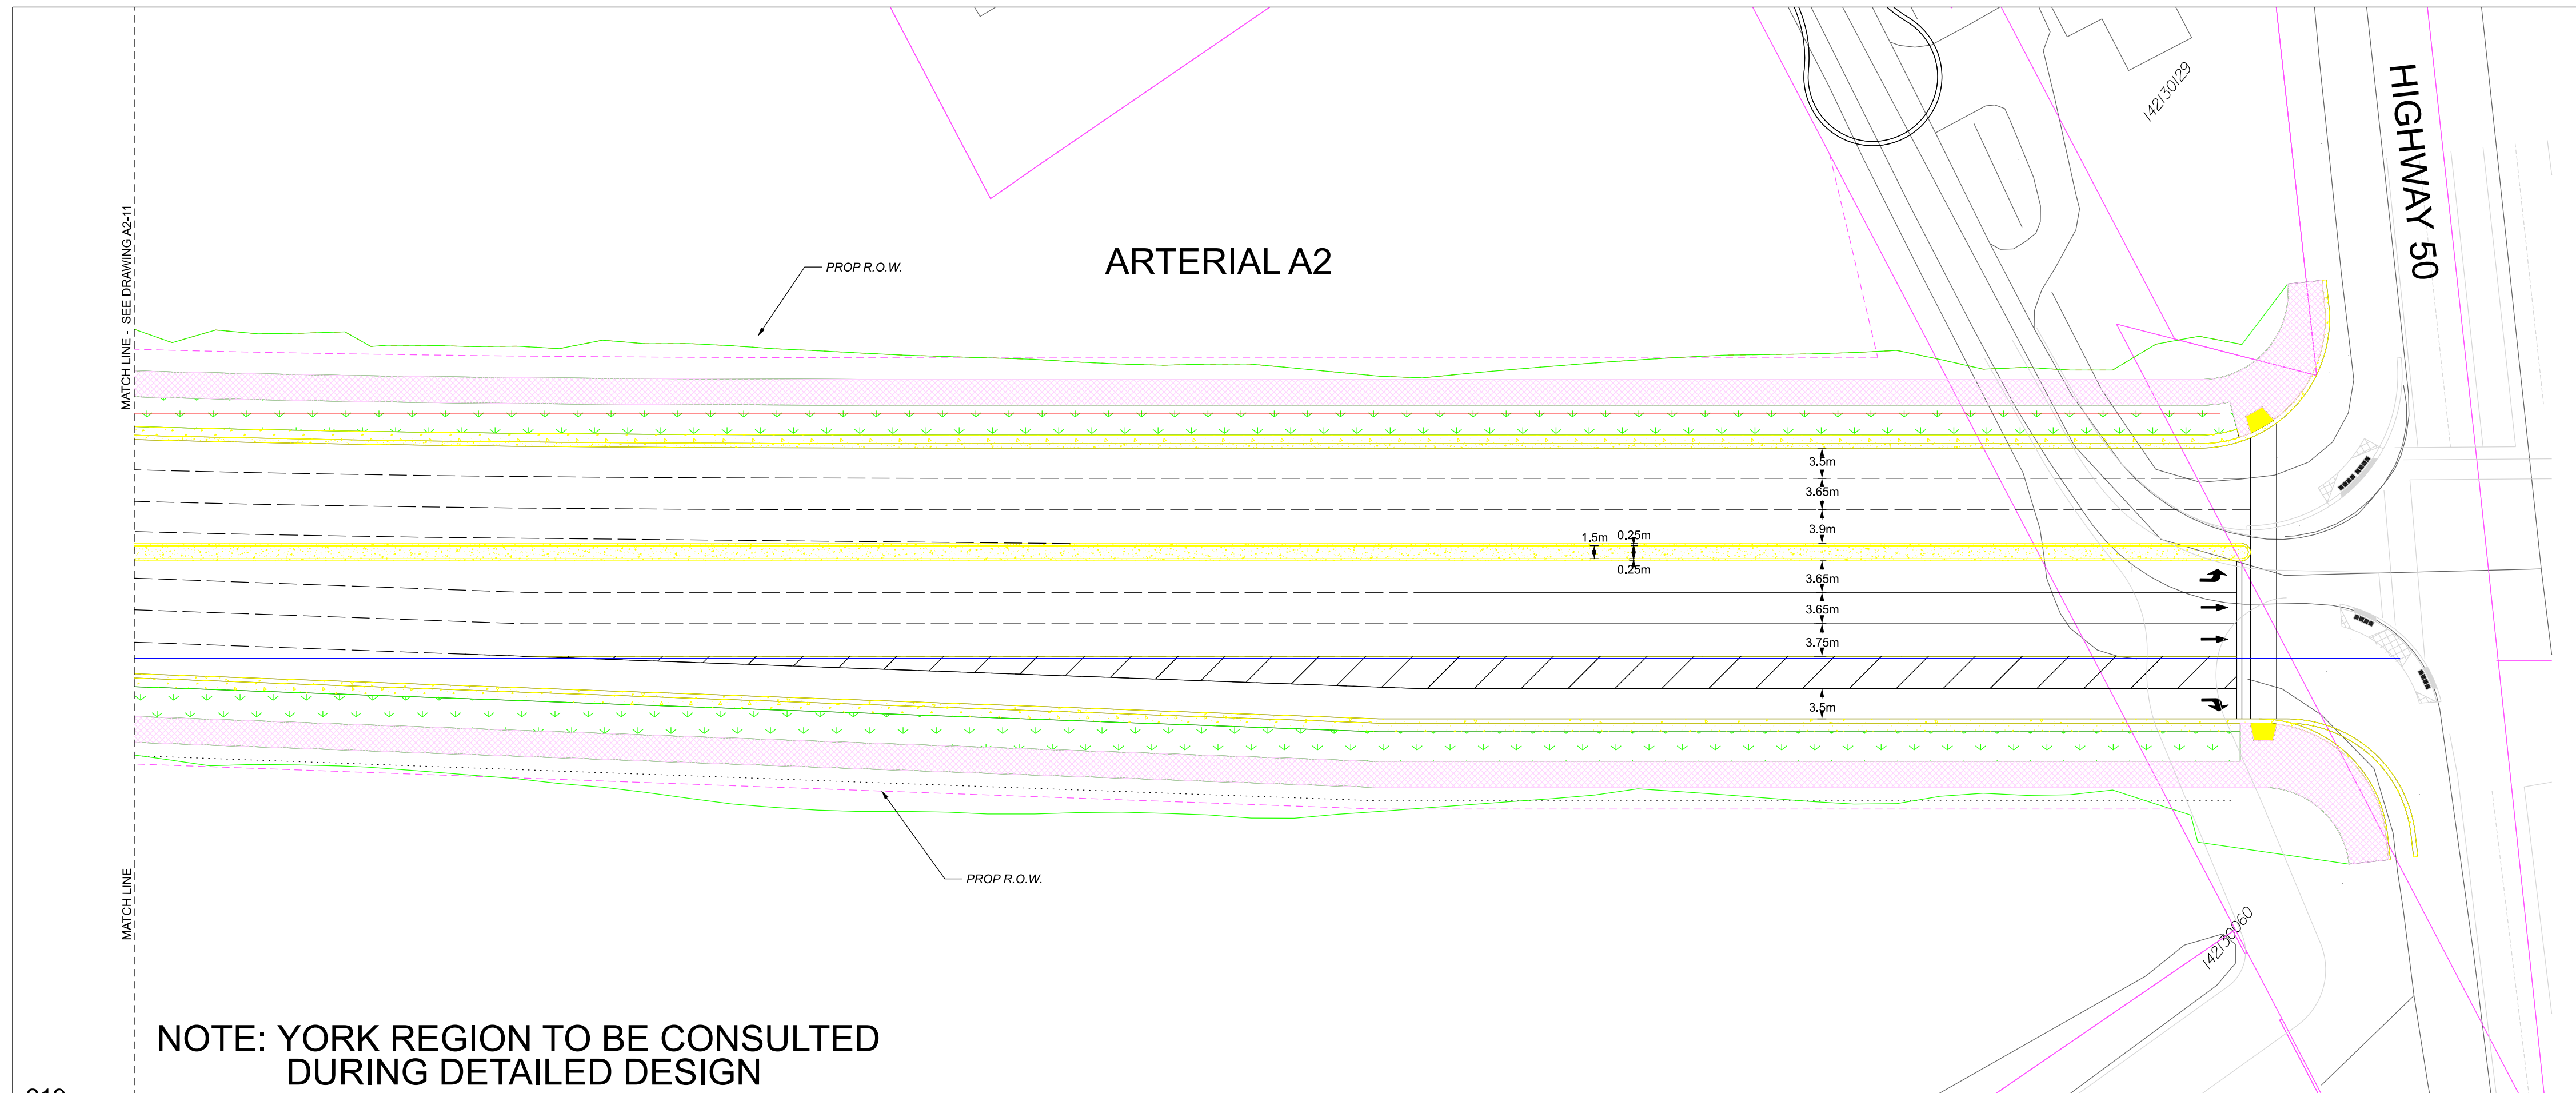 HIGHWAY 50
14213O129
ARTERIAL A2
PROP R.O.W.
MATCH LINE - SEE DRAWING A2-11
3.5m
3.65m
3.9m
1.5m
0.25m
0.25m
3.65m
3.65m
3.75m
3.5m
PROP R.O.W.
MATCH LINE
142130060
NOTE: YORK REGION TO BE CONSULTED
DURING DETAILED DESIGN